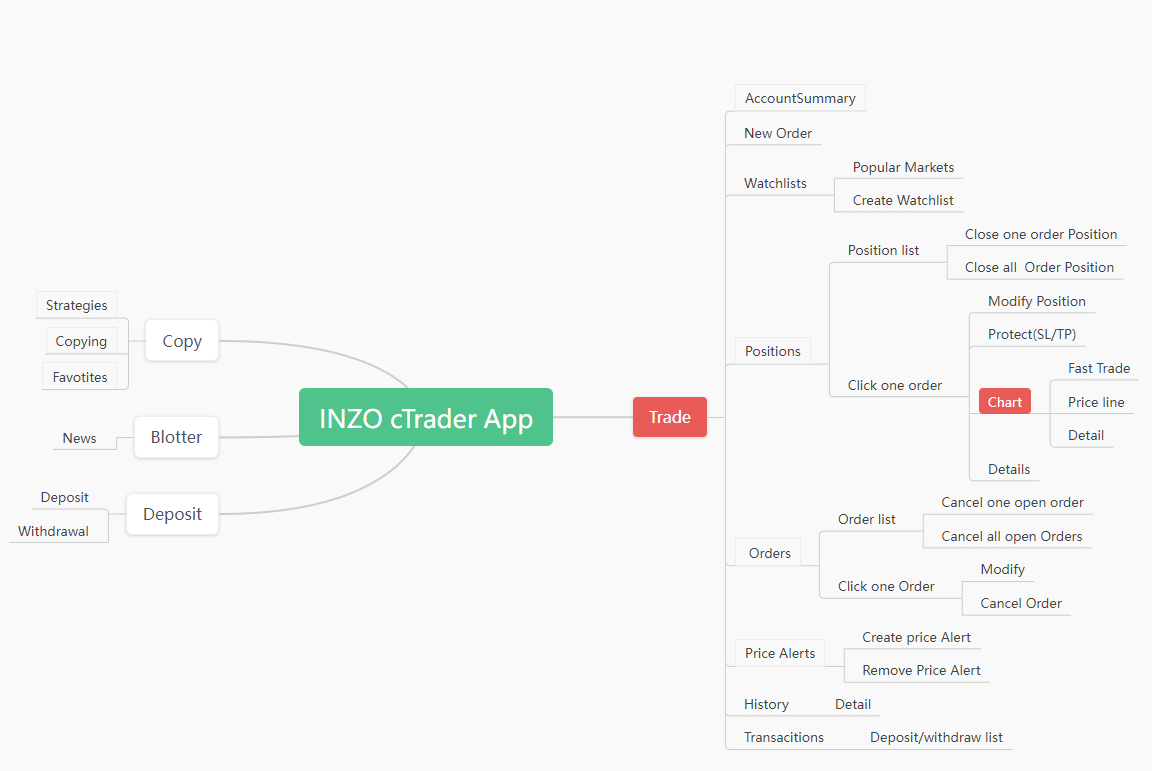 INZO cTrader App
Copy
Strategies
Copying
Favotites
Blotter
News
Deposit
Deposit
Withdrawal
Trade
AccountSummary
New Order
Watchlists
Popular Markets
Create Watchlist
Positions
Position list
Close one order Position
Close all  Order Position
Click one order
Modify Position
Protect(SL/TP)
Chart
Fast Trade
Price line
Detail
Details
Orders
Order list
Cancel one open order
Cancel all open Orders
Click one Order
Modify
Cancel Order
Price Alerts
Create price Alert
Remove Price Alert
History
Detail
Transacitions
Deposit/withdraw list